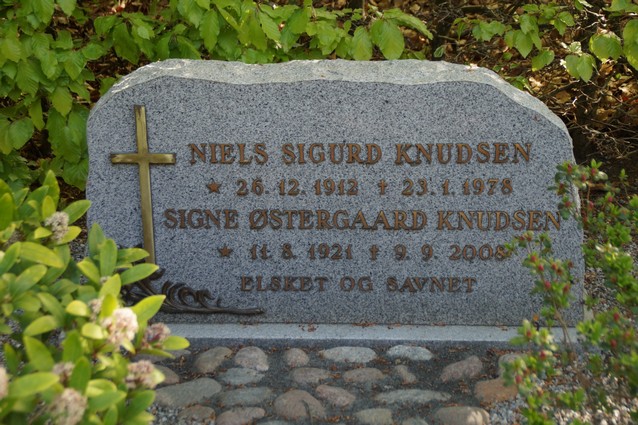 NIELS SIGURD KNUDSEN
★ 26.12.1912 ✝ 23.1.1978
SIGNE ØSTERGAARD KNUDSEN
★ 11.8.1921 ✝ 9.9.2008
ELSKET OG SAVNET